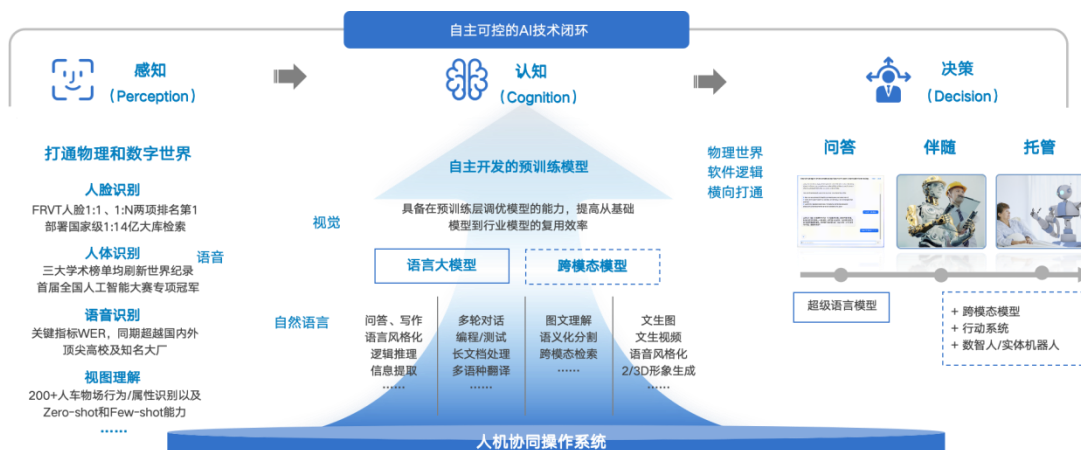 自主可控的AI技术闭环
感知
（Perception）
认知
（Cognition）
决策
（Decision）
打通物理和数字世界
人脸识别
FRVT人脸1:1、1:N两项排名第1
部署国家级1:14亿大库检索
人体识别
三大学术榜单均刷新世界纪录
首届全国人工智能大赛专项冠军
语音识别
关键指标WER，同期超越国内外
顶尖高校及知名大厂
视图理解
200+人车物场行为/属性识别以及
Zero-shot和Few-shot能力
……
语音
视觉
自然语言
自主开发的预训练模型
具备在预训练层调优模型的能力，提高从基础
模型到行业模型的复用效率
语言大模型
跨模态模型
问答、写作
语言风格化
逻辑推理
信息提取
……
多轮对话
编程/测试
长文档处理
多语种翻译
……
图文理解
语义化分割
跨模态检索
……
文生图
文生视频
语音风格化
2/3D形象生成
……
物理世界
软件逻辑
横向打通
问答
伴随
托管
超级语言模型
+ 跨模态模型
+ 行动系统
+ 数智人/实体机器人
人机协同操作系统